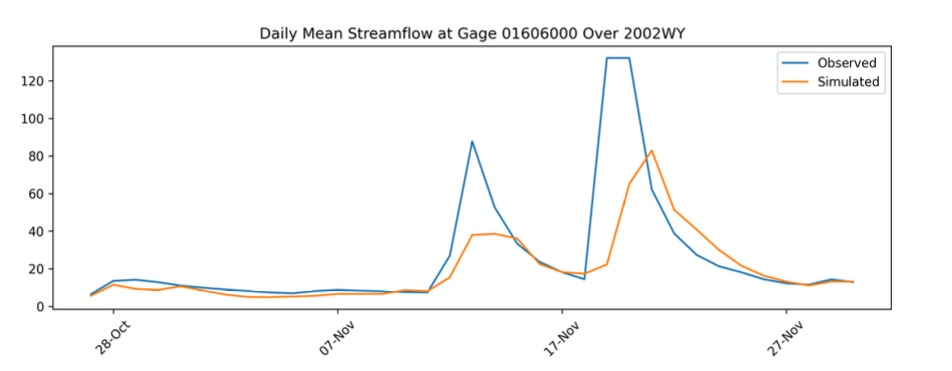 Daily Mean Streamflow at Gage 01606000 Over 2002WY
Observed
Simulated
120
100
80
60
40
20
0
28-Oct
07-Nov
17-Nov
27-Nov